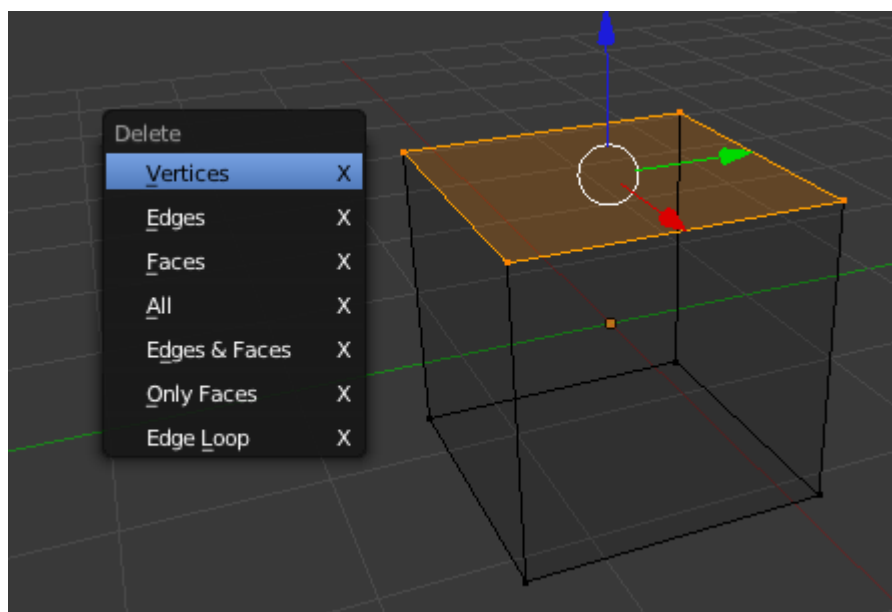 Delete
Vertices X
Edges X
Faces X
All X
Edges & Faces X
Only Faces X
Edge Loop X